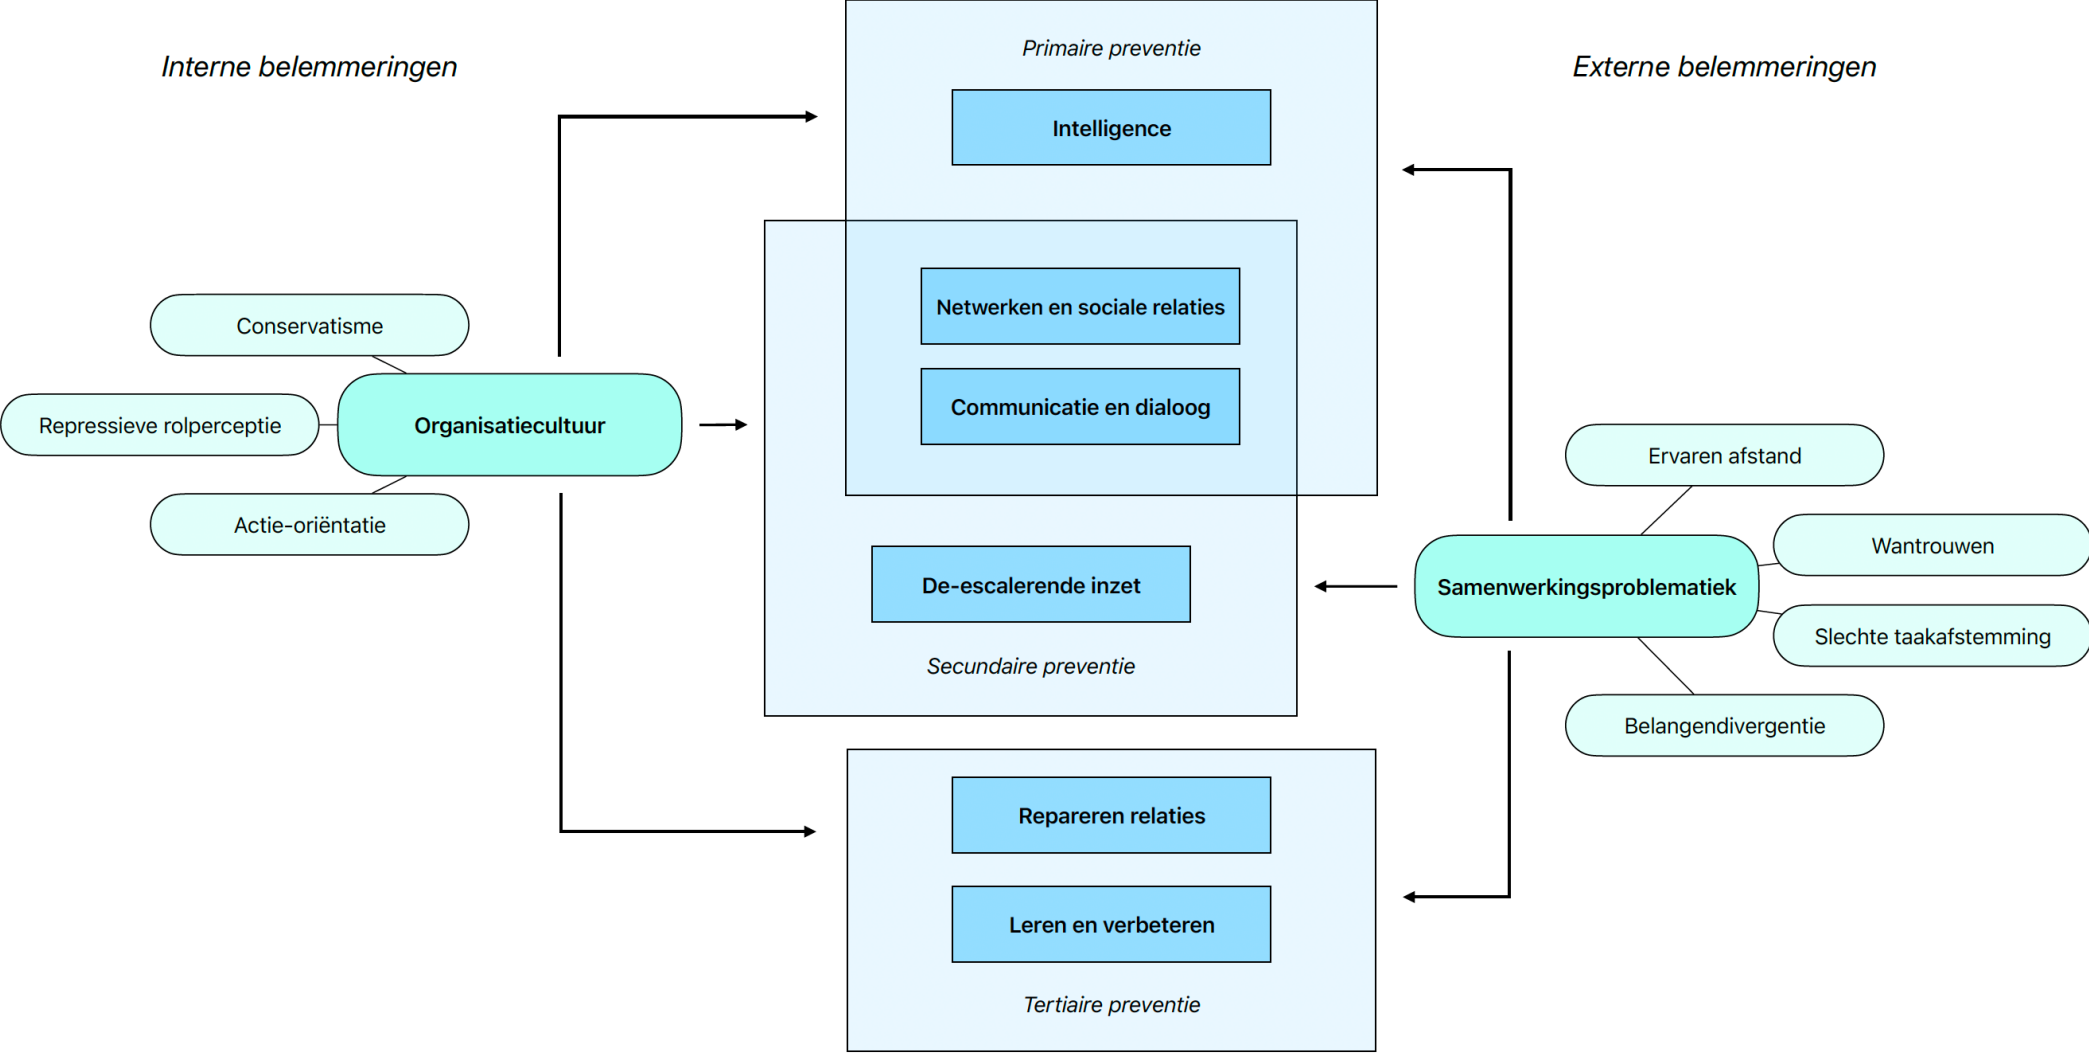 Interne belemmeringen
Primaire preventie
Externe belemmeringen
Intelligence
Netwerken en sociale relaties
Conservatisme
Communicatie en dialoog
Repressieve rolperceptie
Organisatiecultuur
Ervaren afstand
Actie-oriëntatie
Wantrouwen
De-escalerende inzet
Samenwerkingsproblematiek
Slechte taakafstemming
Secundaire preventie
Belangendivergentie
Repareren relaties
Leren en verbeteren
Tertiaire preventie